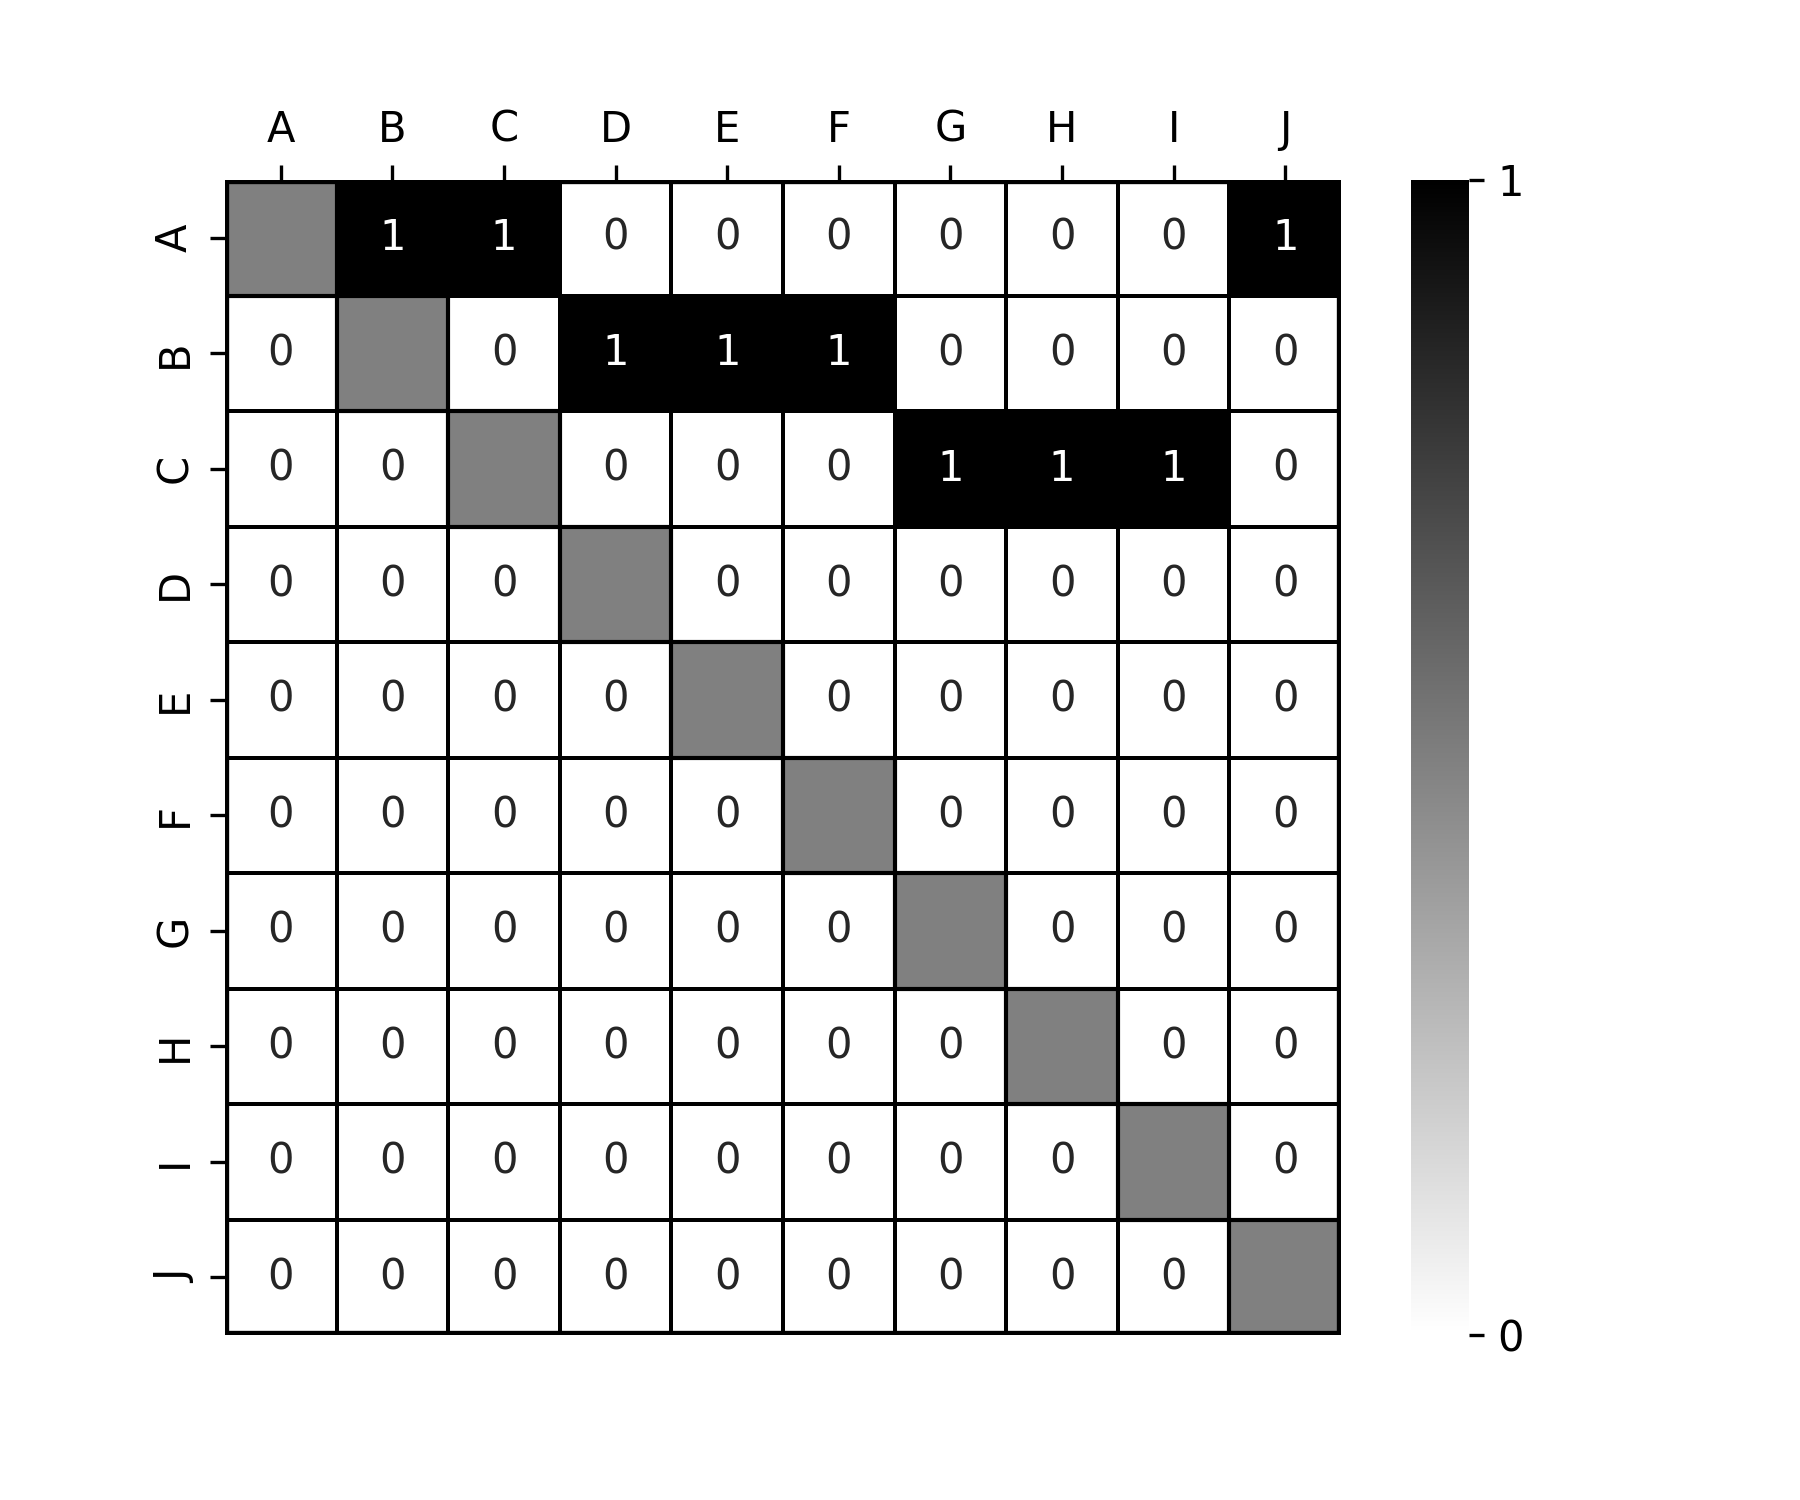 A B C D E F G H I J
A 1 1 0 0 0 0 0 0 1 1
B 0 0 1 1 1 0 0 0 0
C 0 0 0 0 0 1 1 1 0
D 0 0 0 0 0 0 0 0 0
E 0 0 0 0 0 0 0 0 0
F 0 0 0 0 0 0 0 0 0
G 0 0 0 0 0 0 0 0 0
H 0 0 0 0 0 0 0 0 0
I 0 0 0 0 0 0 0 0 0
J 0 0 0 0 0 0 0 0 0
0